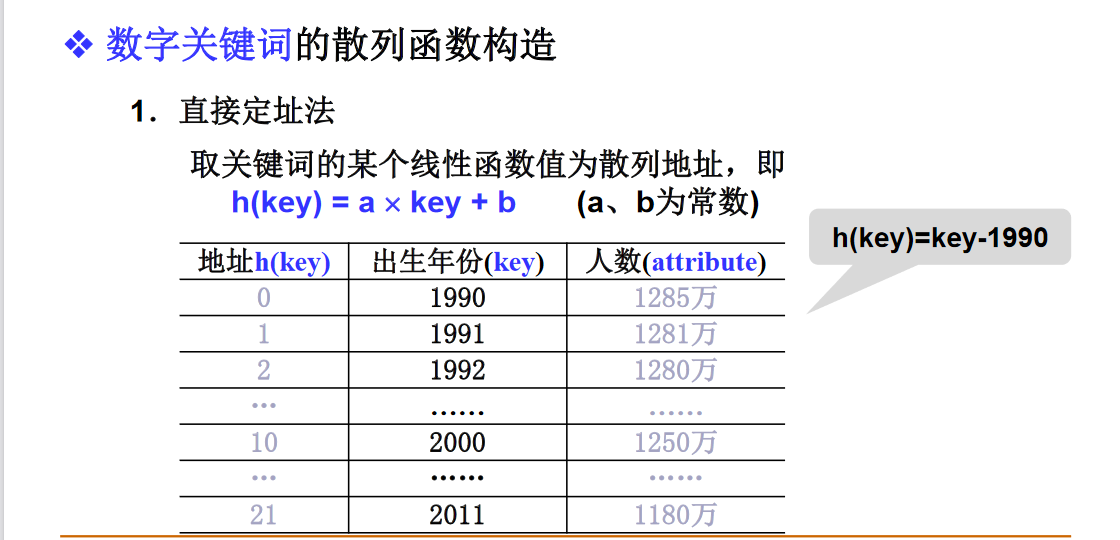 ❖ 数字关键词的散列函数构造
1. 直接定址法
取关键词的某个线性函数值为散列地址，即
h(key) = a × key + b (a、b为常数)
h(key)=key-1990
地址h(key) 出生年份(key) 人数(attribute)
0 1990 1285万
1 1991 1281万
2 1992 1280万
… …… ……
10 2000 1250万
… …… ……
21 2011 1180万